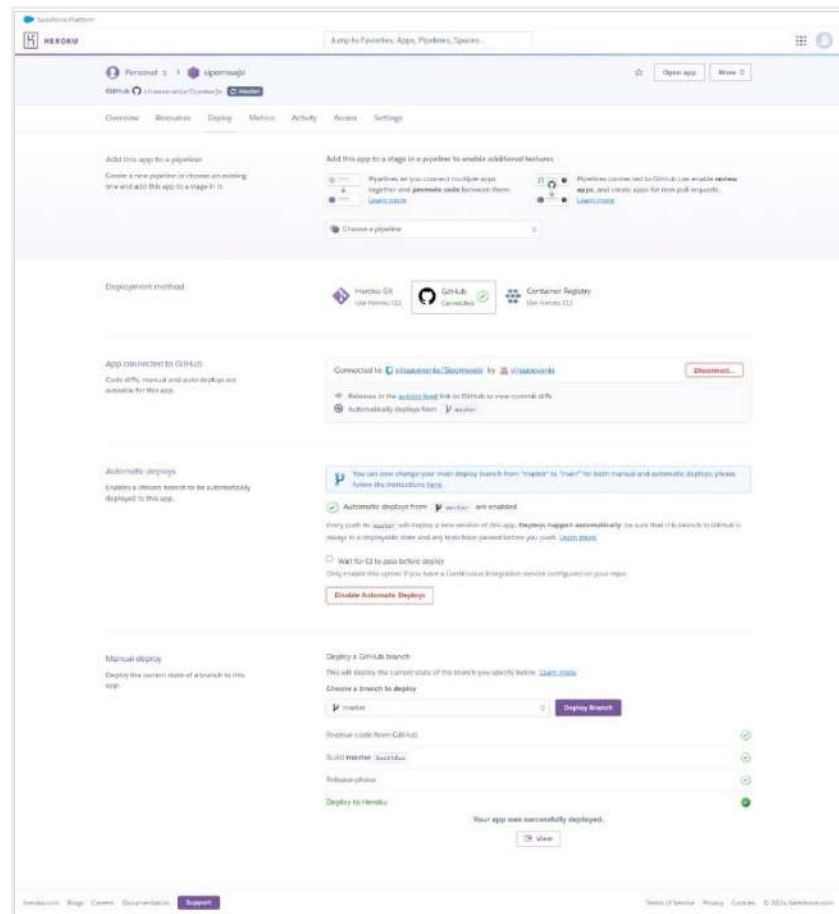 Salesforce Platform
HEROKU
Jump to Favorites, Apps, Pipelines, Spaces...
Personal
Open app
More
GitHub
master
Overview
Resources
Deploy
Metrics
Activity
Access
Settings
Add this app to a pipeline
Create a new pipeline or choose an existing
one and add this app to a stage in it.
Add this app to a stage in a pipeline to enable additional features
Pipelines let you connect multiple apps
together and promote code between them.
Learn more.
Pipelines connected to GitHub can enable review
apps, and create apps for new pull requests.
Learn more.
Choose a pipeline
Deployment method
Heroku Git
Use Heroku CLI
GitHub
Connected
Container Registry
Use Heroku CLI
App connected to GitHub
Code diffs, manual and auto deploys are
available for this app.
Connected to
by
Disconnect...
Releases in the activity feed link to GitHub to view commit diffs
Automatically deploys from master
Automatic deploys
Enables a chosen branch to be automatically
deployed to this app.
You can now change your main deploy branch from "master" to "main" for both manual and automatic deploys, please
follow the instructions here.
Automatic deploys from master are enabled
Every push to master will deploy a new version of this app. Deploys happen automatically: be sure that this branch in GitHub is
always in a deployable state and any tests have passed before you push. Learn more.
Wait for CI to pass before deploy
Only enable this option if you have a Continuous Integration service configured on your repo.
Disable Automatic Deploys
Manual deploy
Deploy the current state of a branch to this
app.
Deploy a GitHub branch
This will deploy the current state of the branch you specify below. Learn more.
Choose a branch to deploy
master
Deploy Branch
Receive code from GitHub
Build master
Release phase
Deploy to Heroku
Your app was successfully deployed.
View
heroku.com
Blogs
Careers
Documentation
Support
Terms of Service
Privacy
Cookies
© 2024 Salesforce.com